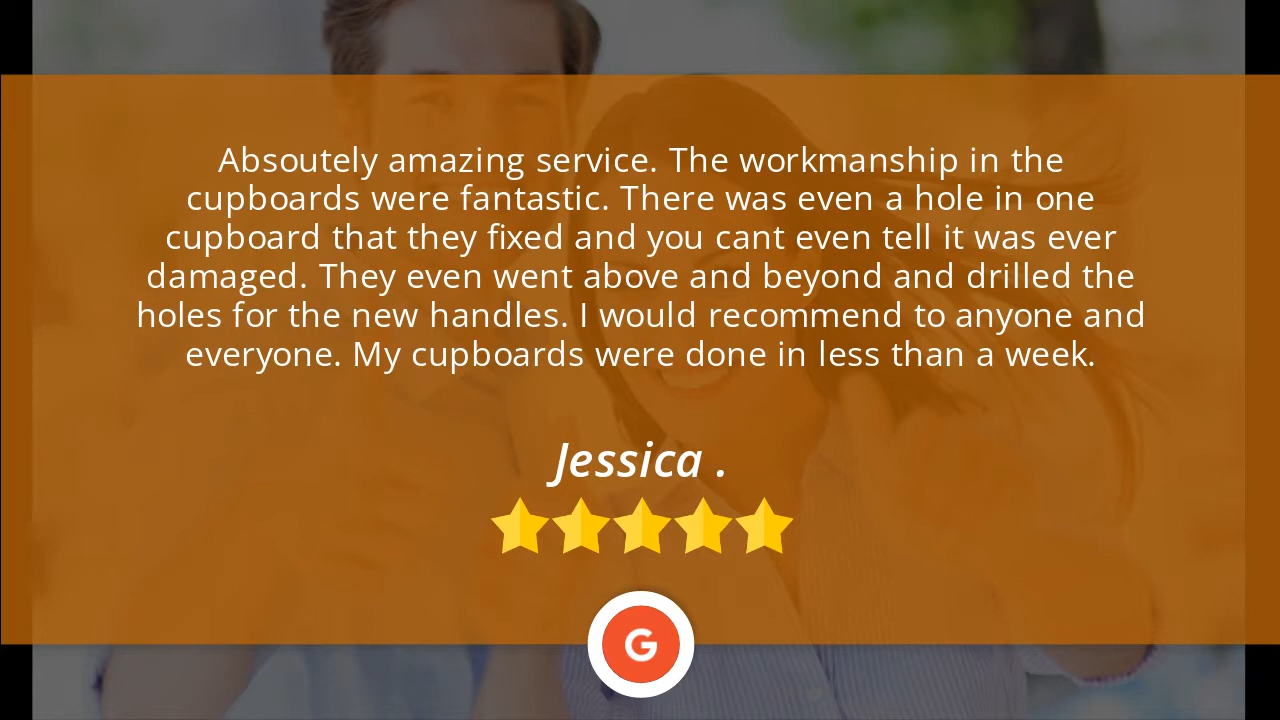 Absoutely amazing service. The workmanship in the
cupboards were fantastic. There was even a hole in one
cupboard that they fixed and you cant even tell it was ever
damaged. They even went above and beyond and drilled the
holes for the new handles. I would recommend to anyone and
everyone. My cupboards were done in less than a week.
Jessica .
G